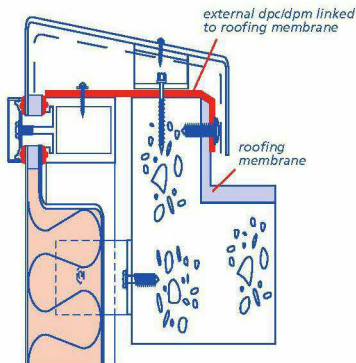 external dpc/dpm linked
to roofing membrane
roofing
membrane